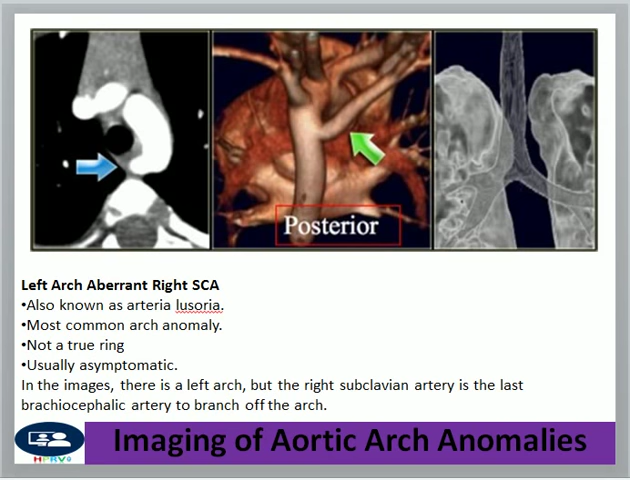 Posterior
Left Arch Aberrant Right SCA
•Also known as arteria lusoria.
•Most common arch anomaly.
•Not a true ring
•Usually asymptomatic.
In the images, there is a left arch, but the right subclavian artery is the last
brachiocephalic artery to branch off the arch.
Imaging of Aortic Arch Anomalies